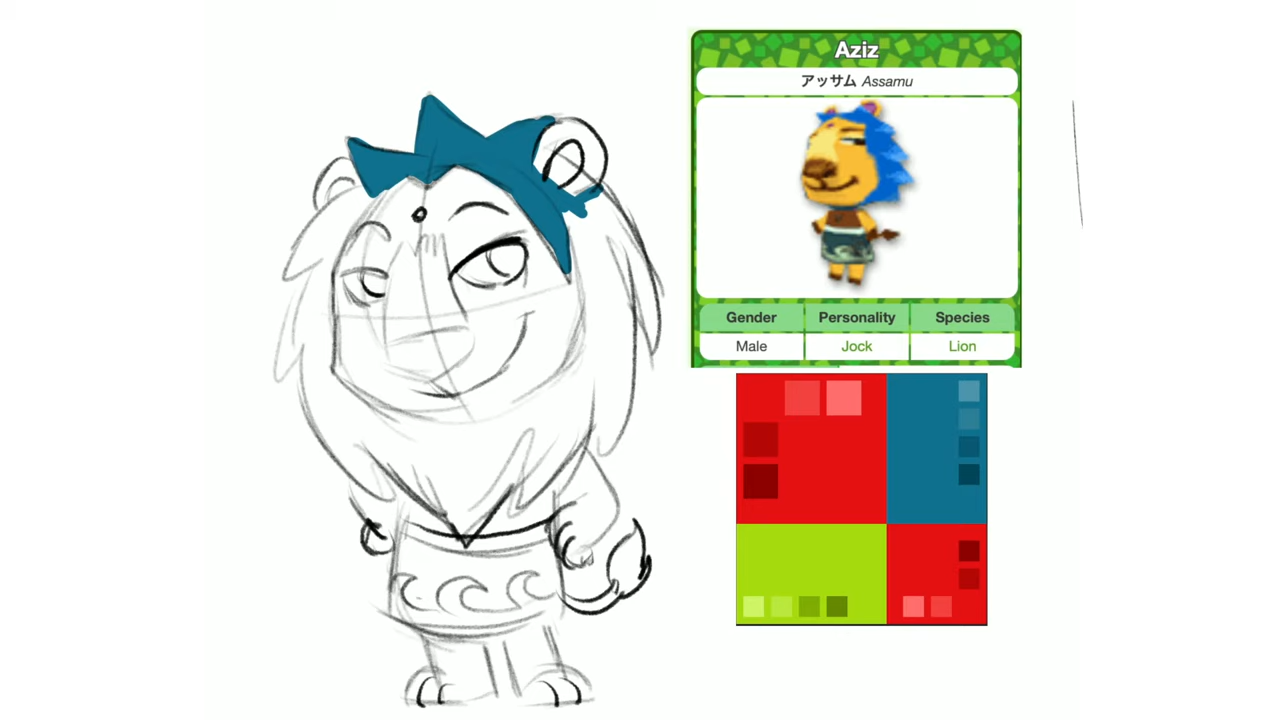 Aziz
アッサム Assamu
Gender Personality Species
Male Jock Lion